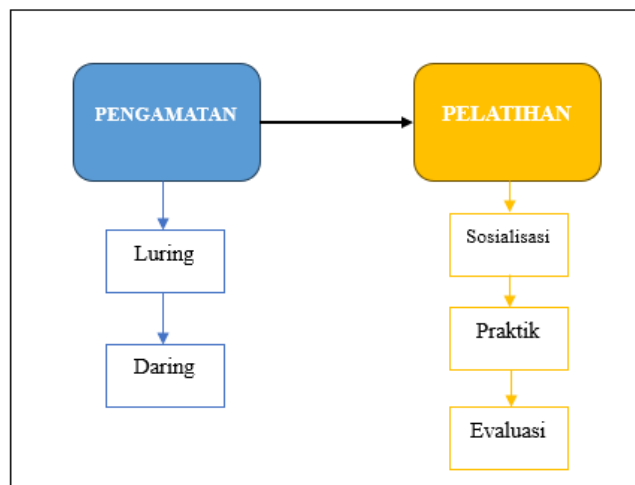 PENGAMATAN
Luring
Daring
PELATIHAN
Sosialisasi
Praktik
Evaluasi